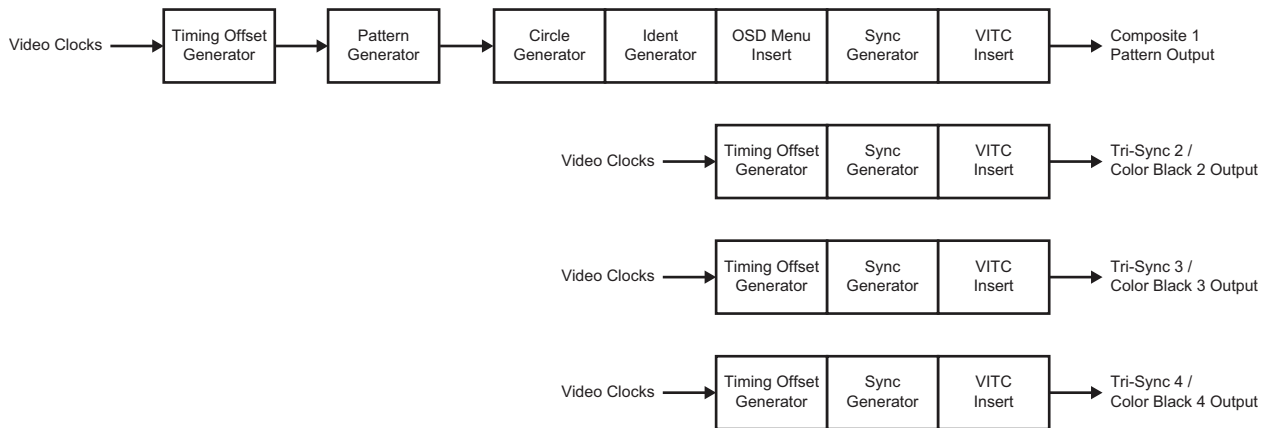 Video Clocks
Timing Offset
Generator
Pattern
Generator
Circle
Generator
Ident
Generator
OSD Menu
Insert
Sync
Generator
VITC
Insert
Composite 1
Pattern Output
Video Clocks
Timing Offset
Generator
Sync
Generator
VITC
Insert
Tri-Sync 2 /
Color Black 2 Output
Video Clocks
Timing Offset
Generator
Sync
Generator
VITC
Insert
Tri-Sync 3 /
Color Black 3 Output
Video Clocks
Timing Offset
Generator
Sync
Generator
VITC
Insert
Tri-Sync 4 /
Color Black 4 Output